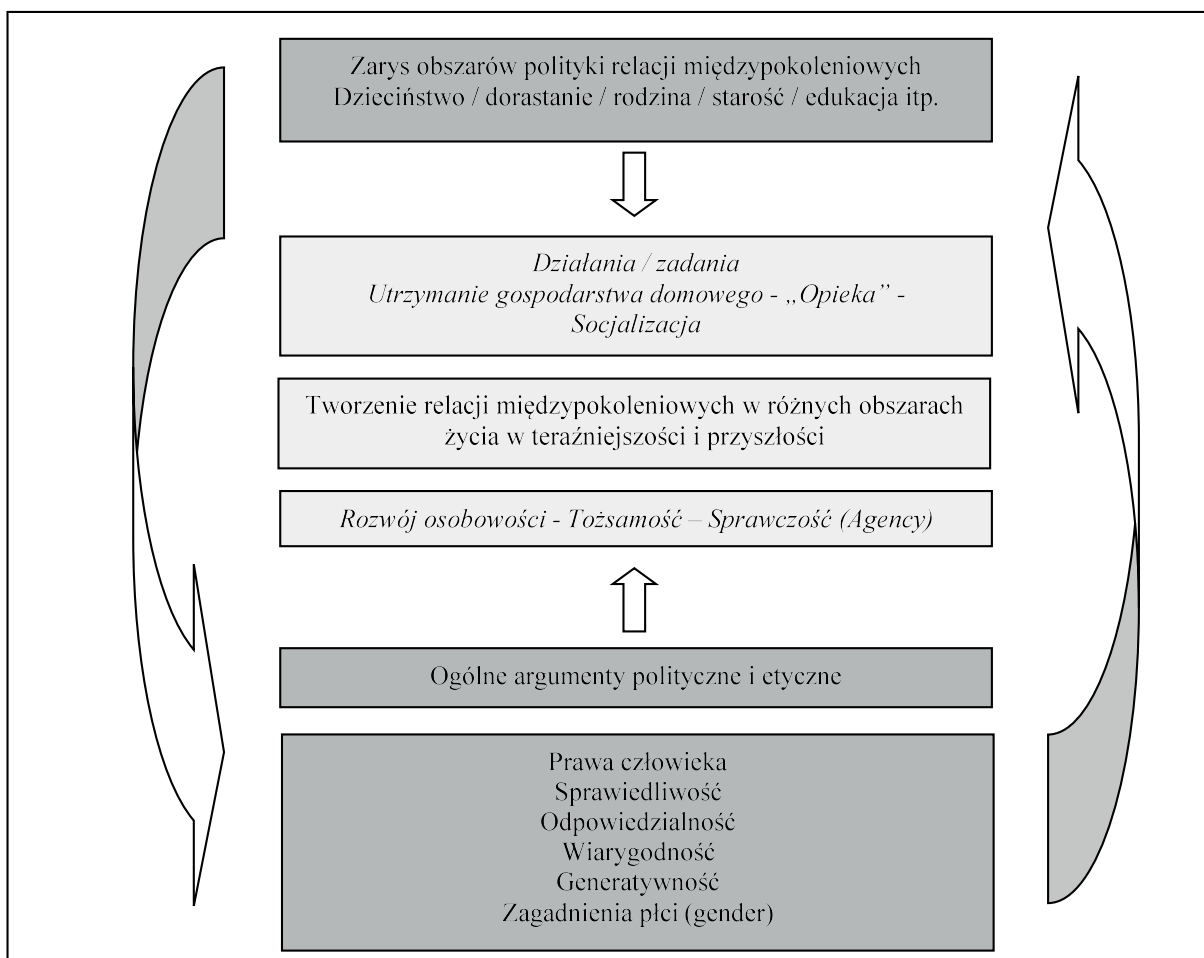 Zarys obszarów polityki relacji międzypokoleniowych
Dzieciństwo / dorastanie / rodzina / starość / edukacja itp.
Działania / zadania
Utrzymanie gospodarstwa domowego - „Opieka” -
Socjalizacja
Tworzenie relacji międzypokoleniowych w różnych obszarach
życia w teraźniejszości i przyszłości
Rozwój osobowości - Tożsamość – Sprawczość (Agency)
Ogólne argumenty polityczne i etyczne
Prawa człowieka
Sprawiedliwość
Odpowiedzialność
Wiarygodność
Generatywność
Zagadnienia płci (gender)